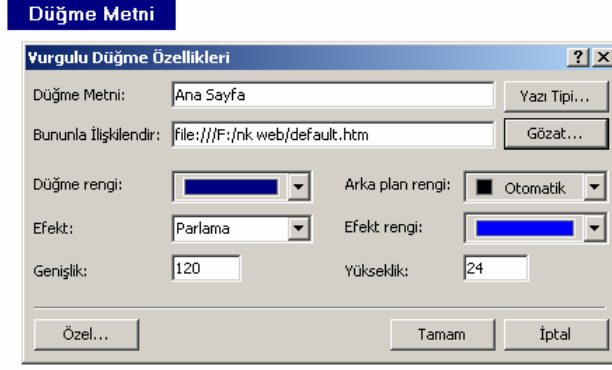 Düğme Metni
Vurgulu Düğme Özellikleri
Düğme Metni: Ana Sayfa Yazı Tipi...
Bununla İlişkilendir: file:///F:/nk web/default.htm Gözat...
Düğme rengi: Arka plan rengi: Otomatik
Efekt: Parlama Efekt rengi:
Genişlik: 120 Yükseklik: 24
Özel... Tamam İptal